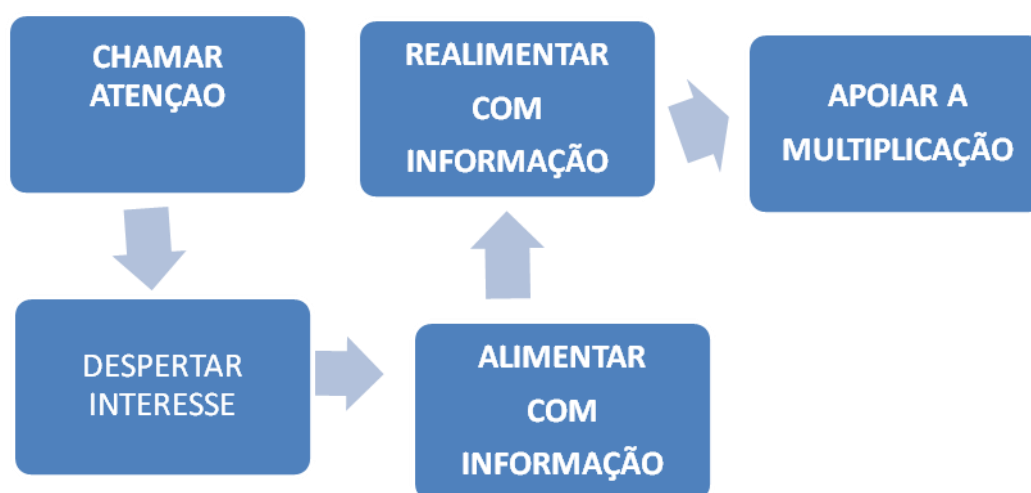 CHAMAR
ATENÇAO
DESPERTAR
INTERESSE
ALIMENTAR
COM
INFORMAÇÃO
REALIMENTAR
COM
INFORMAÇÃO
APOIAR A
MULTIPLICAÇÃO